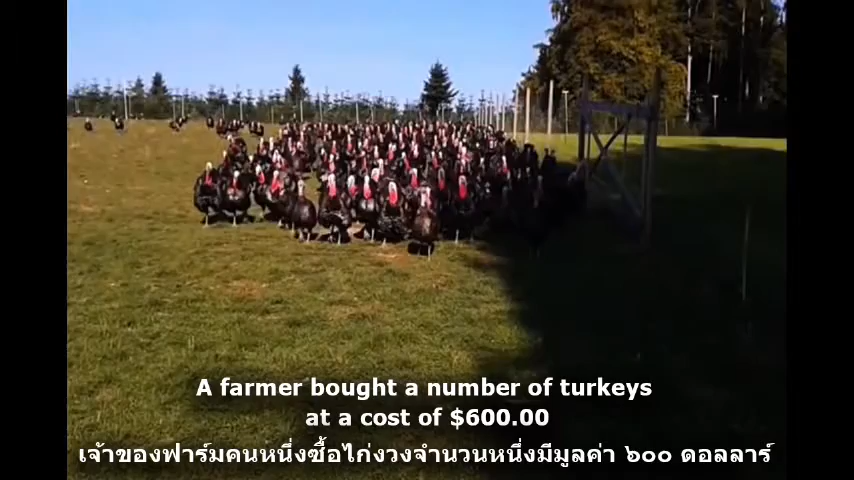 A farmer bought a number of turkeys
at a cost of $600.00
เจ้าของฟาร์มคนหนึ่งซื้อไก่งวงจำนวนหนึ่งมีมูลค่า ๖๐๐ ดอลลาร์